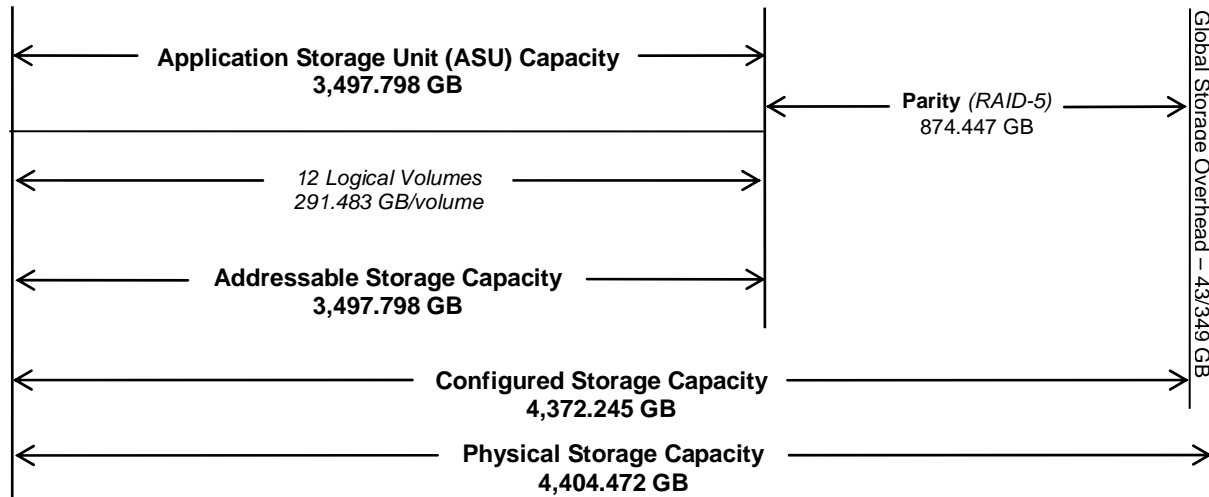 Application Storage Unit (ASU) Capacity
3,497.798 GB
Parity (RAID-5)
874.447 GB
12 Logical Volumes
291.483 GB/volume
Addressable Storage Capacity
3,497.798 GB
Configured Storage Capacity
4,372.245 GB
Physical Storage Capacity
4,404.472 GB
Global Storage Overhead – 43/349 GB